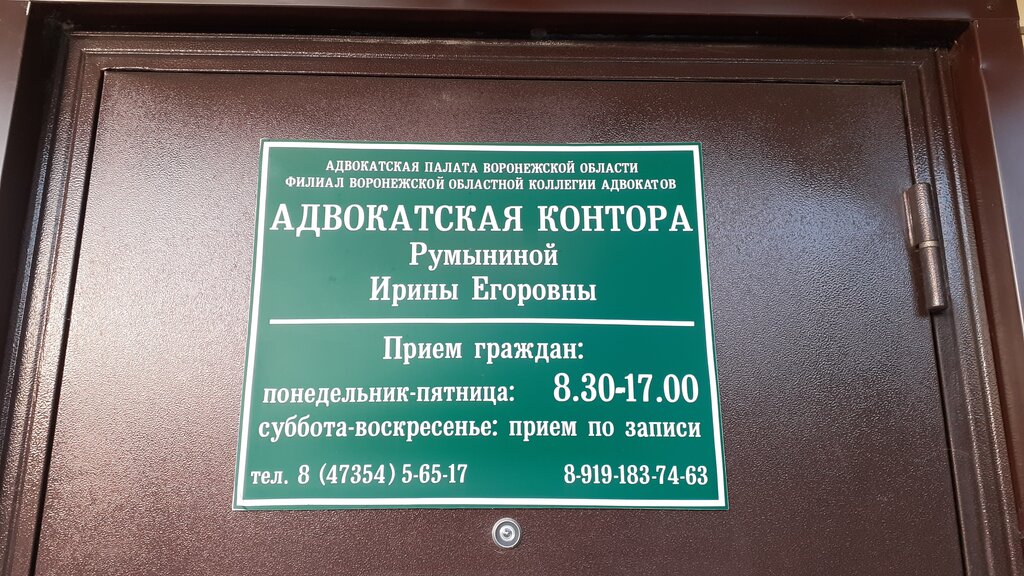 АДВОКАТСКАЯ ПАЛАТА ВОРОНЕЖСКОЙ ОБЛАСТИ
ФИЛИАЛ ВОРОНЕЖСКОЙ ОБЛАСТНОЙ КОЛЛЕГИИ АДВОКАТОВ
АДВОКАТСКАЯ КОНТОРА
Румыниной
Ирины Егоровны
Прием граждан:
понедельник-пятница: 8.30-17.00
суббота-воскресенье: прием по записи
тел. 8 (47354) 5-65-17 8-919-183-74-63